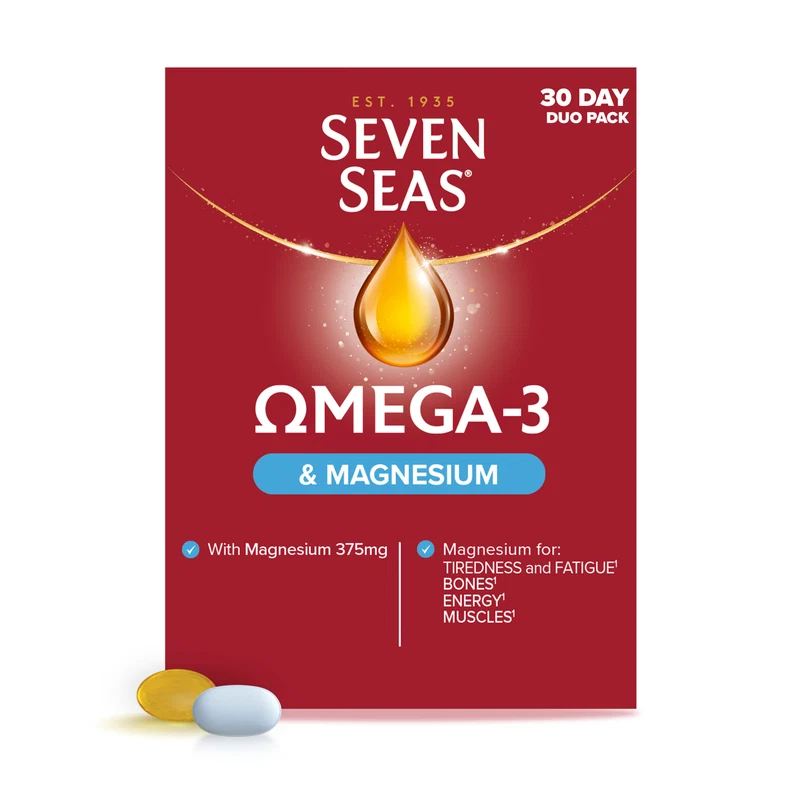 EST. 1935
SEVEN
SEAS®
30 DAY
DUO PACK
ΩMEGA-3
& MAGNESIUM
With Magnesium 375mg
Magnesium for:
TIREDNESS and FATIGUE¹
BONES¹
ENERGY¹
MUSCLES¹